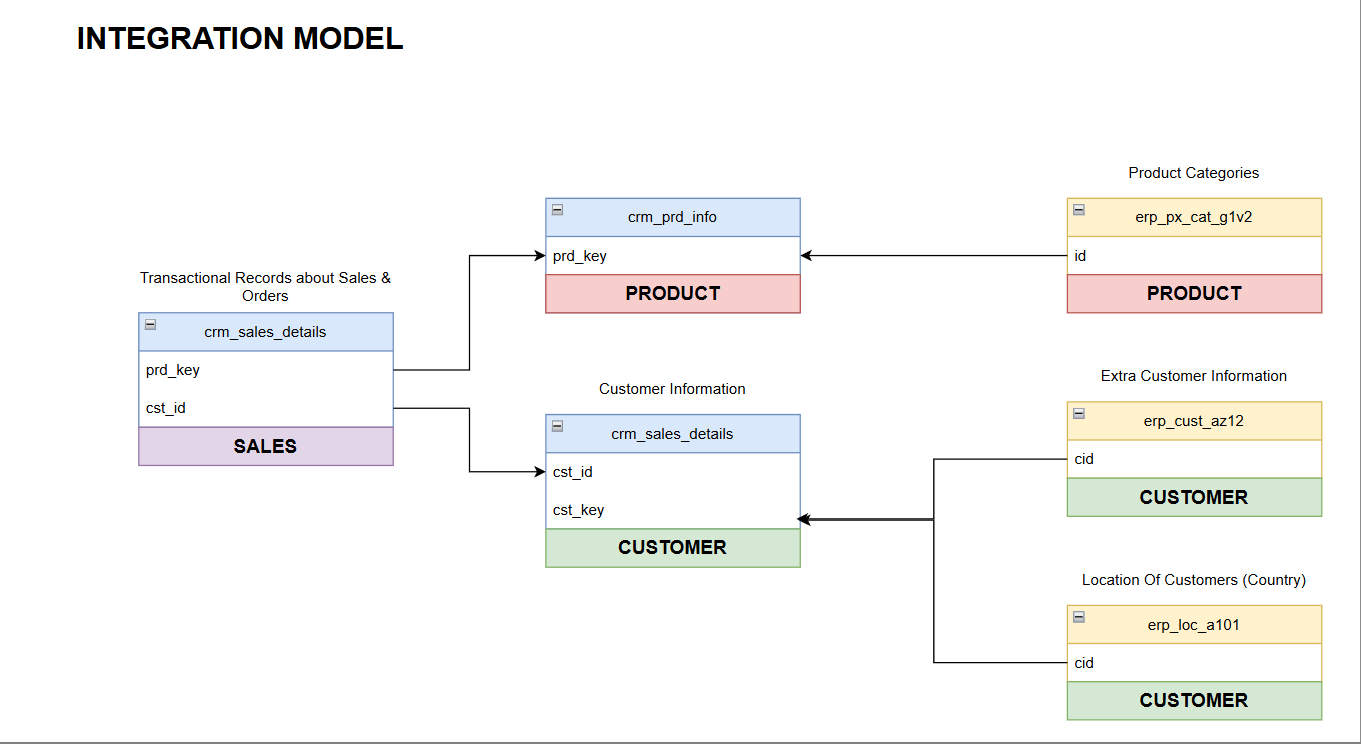 INTEGRATION MODEL
Product Categories
crm_prd_info
prd_key
PRODUCT
erp_px_cat_g1v2
id
PRODUCT
Transactional Records about Sales &
Orders
crm_sales_details
prd_key
cst_id
SALES
Customer Information
crm_sales_details
cst_id
cst_key
CUSTOMER
Extra Customer Information
erp_cust_az12
cid
CUSTOMER
Location Of Customers (Country)
erp_loc_a101
cid
CUSTOMER